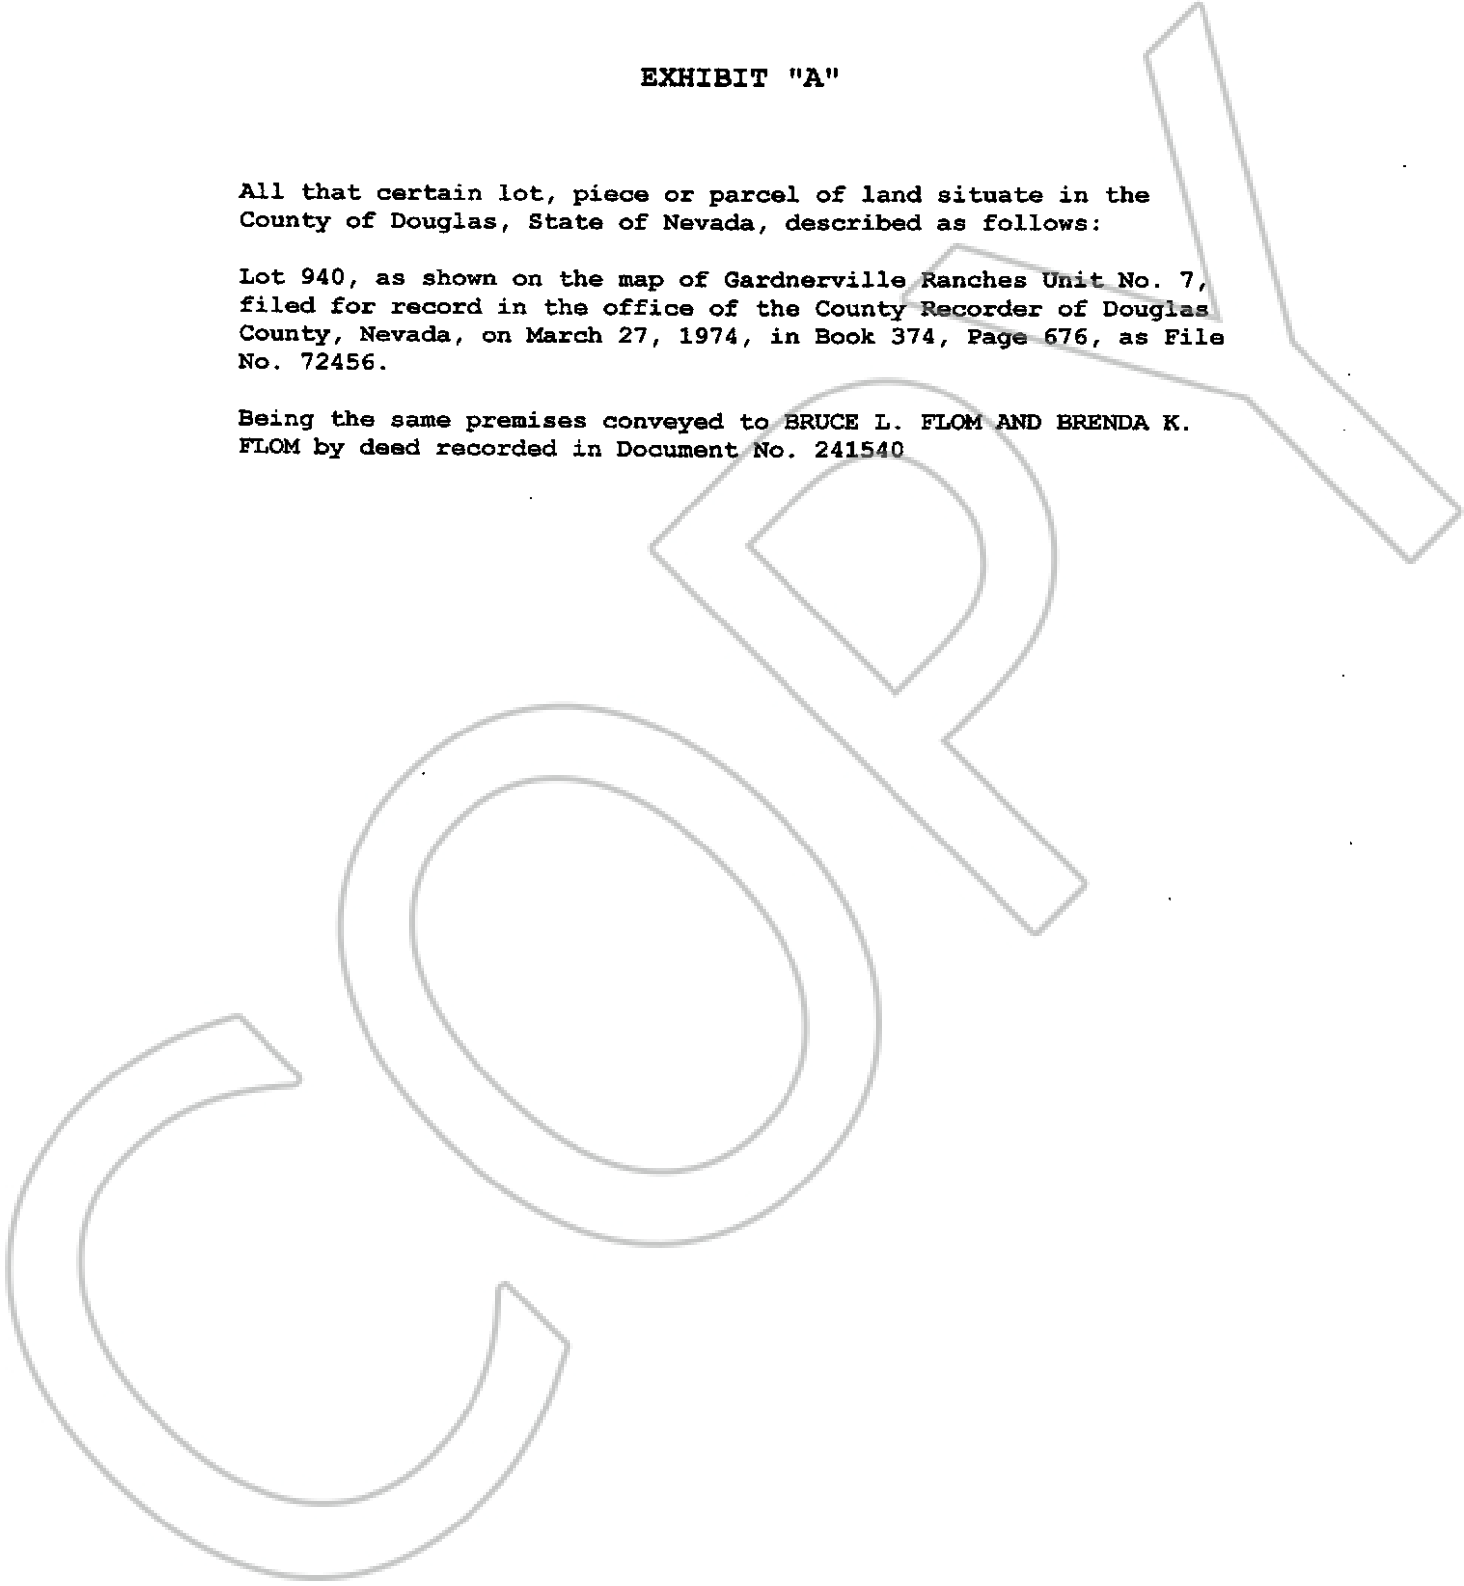 EXHIBIT "A"
All that certain lot, piece or parcel of land situate in the
County of Douglas, State of Nevada, described as follows:
Lot 940, as shown on the map of Gardnerville Ranches Unit No. 7,
filed for record in the office of the County Recorder of Douglas
County, Nevada, on March 27, 1974, in Book 374, Page 676, as File
No. 72456.
Being the same premises conveyed to BRUCE L. FLOM AND BRENDA K.
FLOM by deed recorded in Document No. 241540
COPY